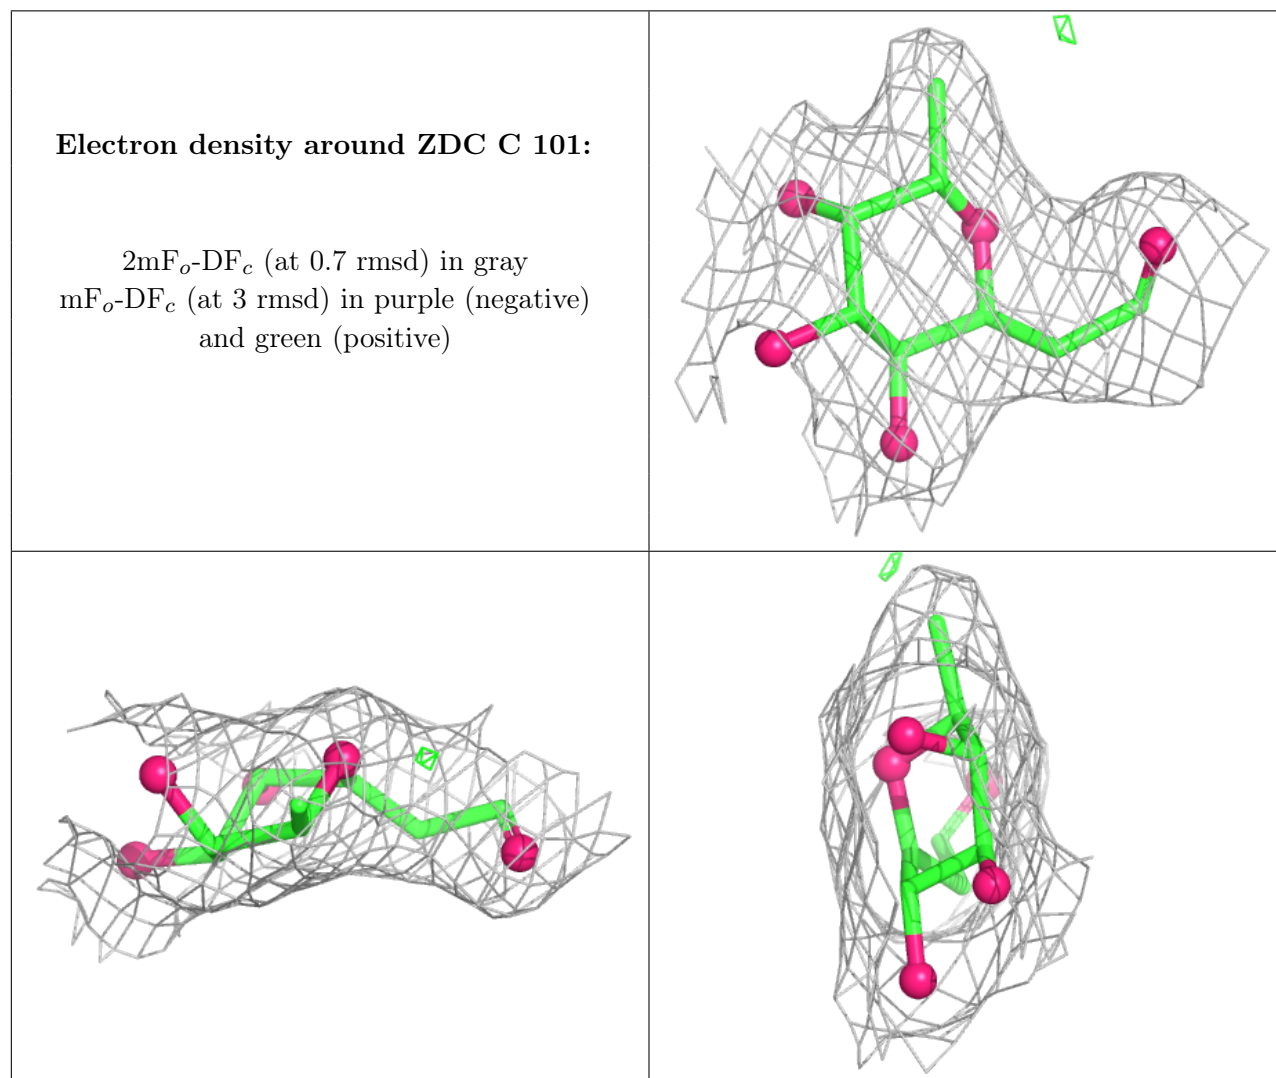 Electron density around ZDC C 101:
2mFo-DFc (at 0.7 rmsd) in gray
mFo-DFc (at 3 rmsd) in purple (negative)
and green (positive)